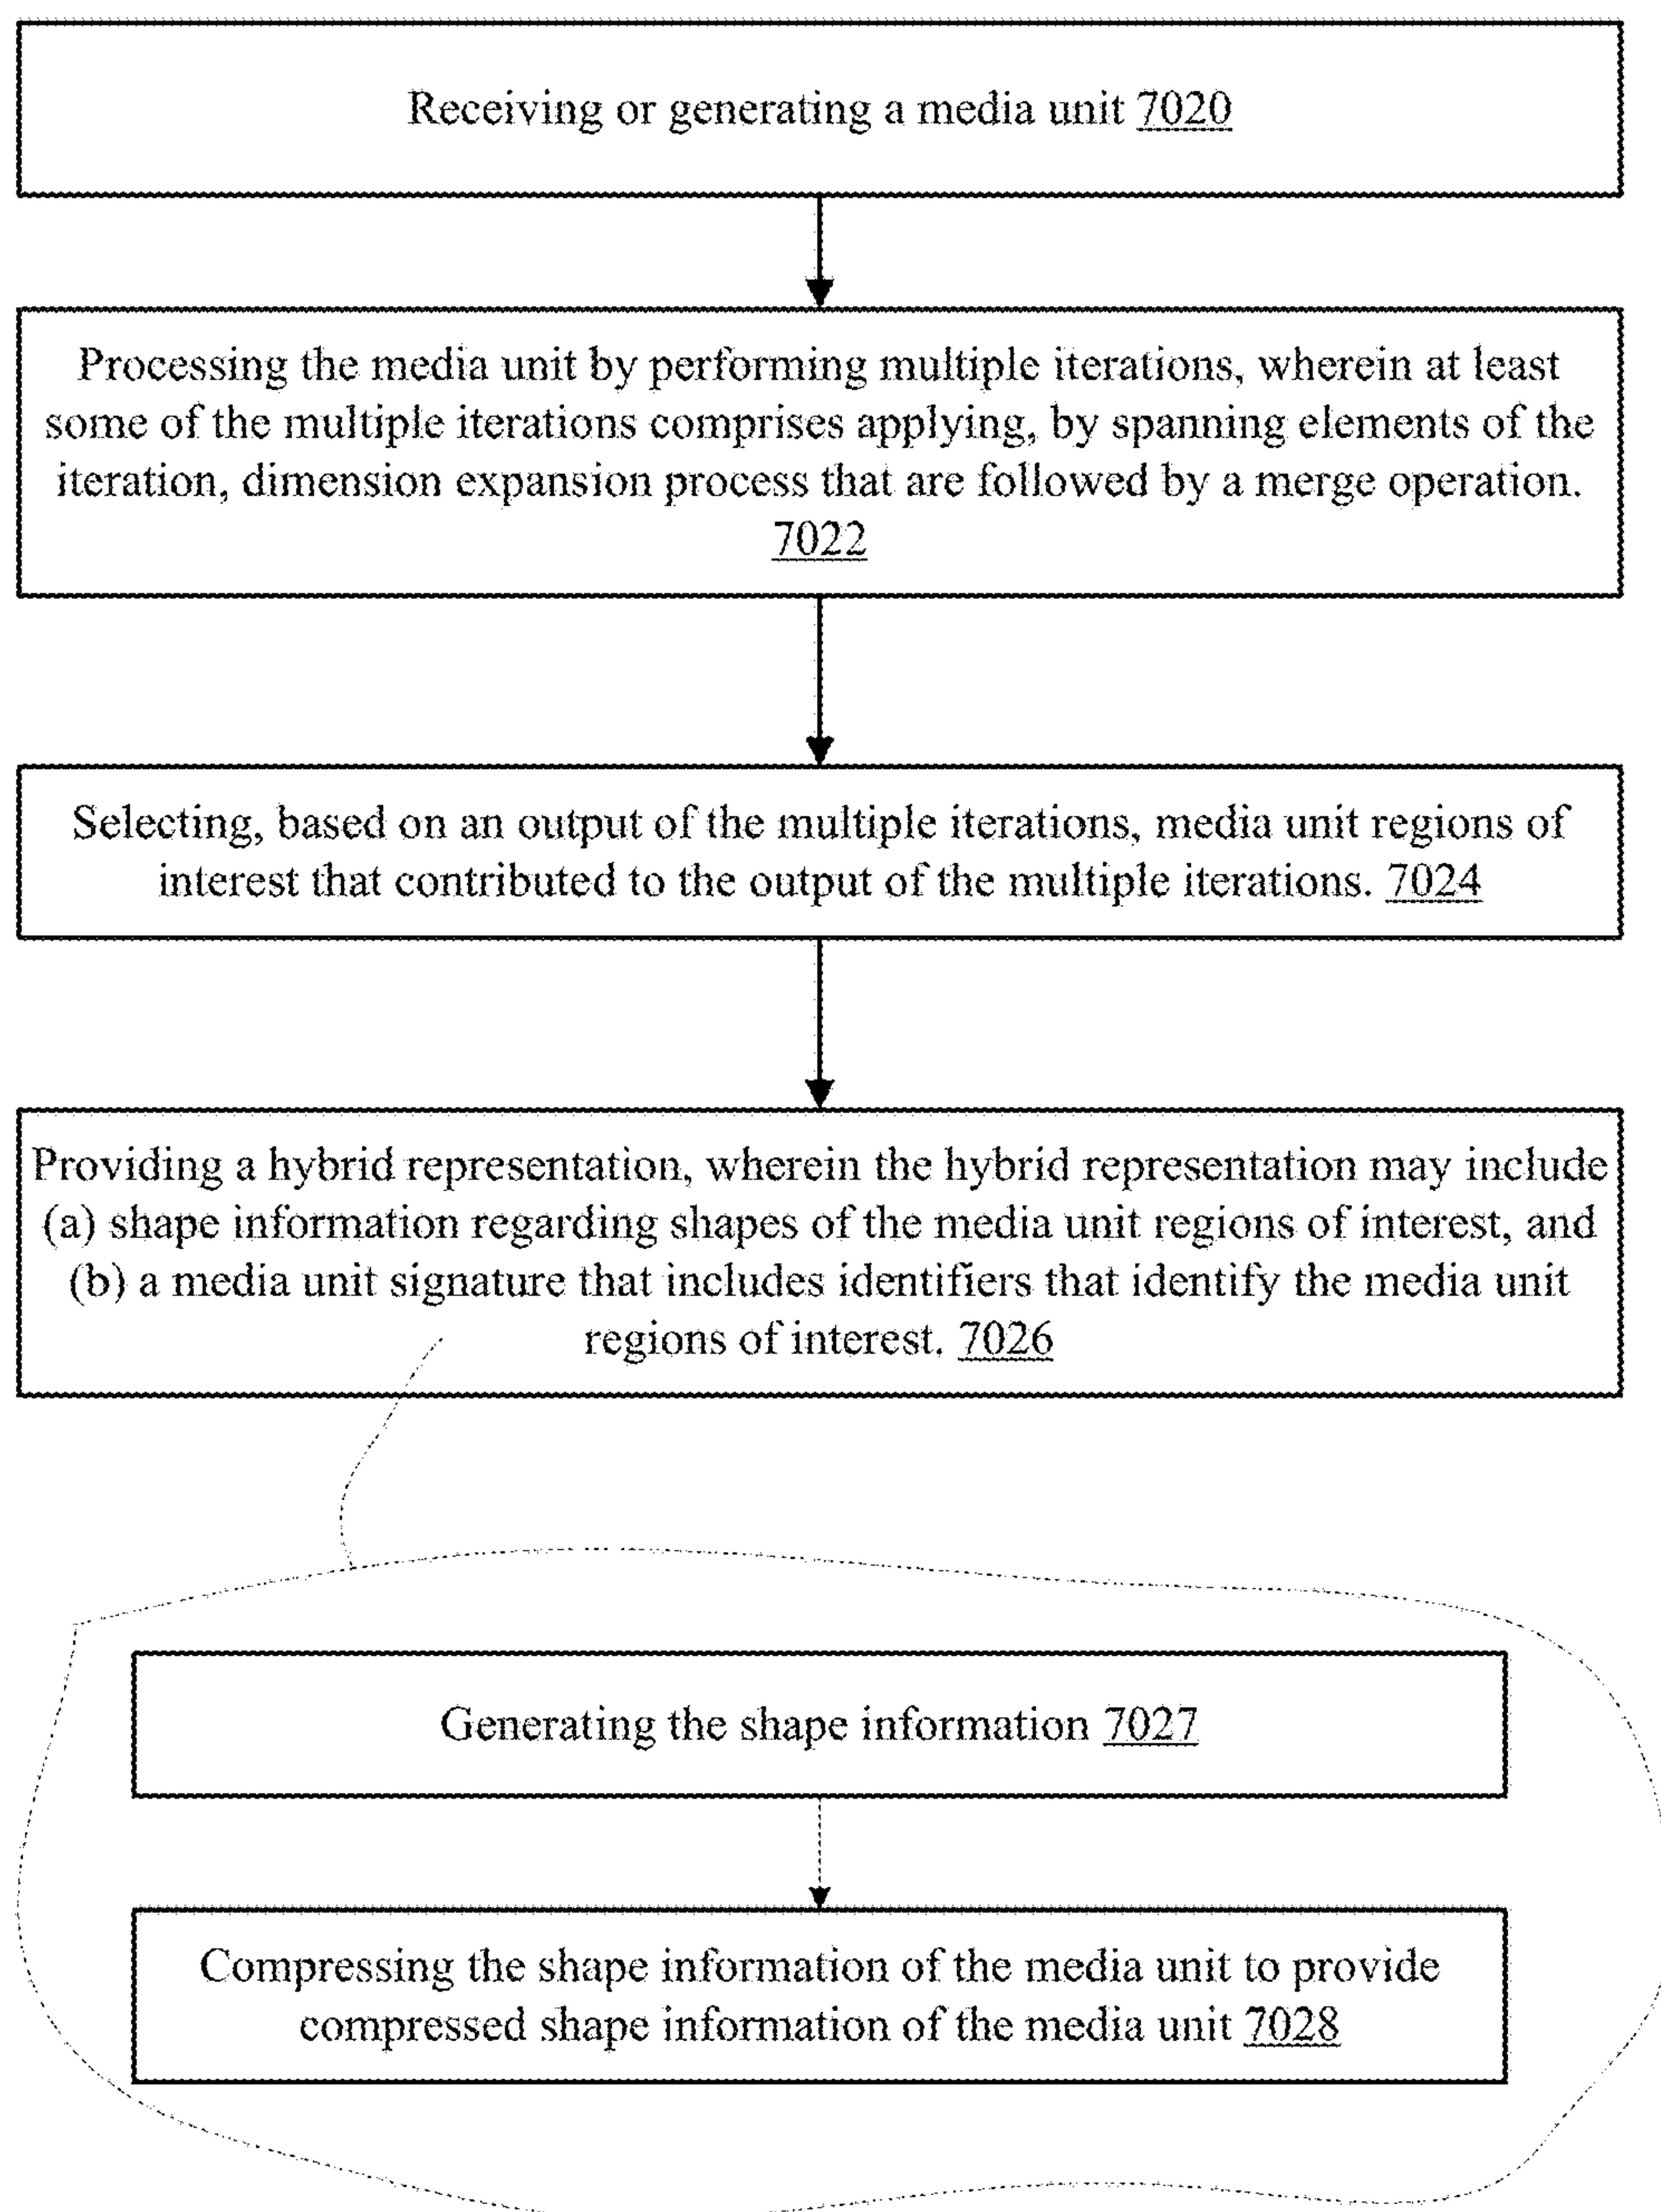 Receiving or generating a media unit 7020
Processing the media unit by performing multiple iterations, wherein at least
some of the multiple iterations comprises applying, by spanning elements of the
iteration, dimension expansion process that are followed by a merge operation.
7022
Selecting, based on an output of the multiple iterations, media unit regions of
interest that contributed to the output of the multiple iterations. 7024
Providing a hybrid representation, wherein the hybrid representation may include
(a) shape information regarding shapes of the media unit regions of interest, and
(b) a media unit signature that includes identifiers that identify the media unit
regions of interest. 7026
Generating the shape information 7027
Compressing the shape information of the media unit to provide
compressed shape information of the media unit 7028